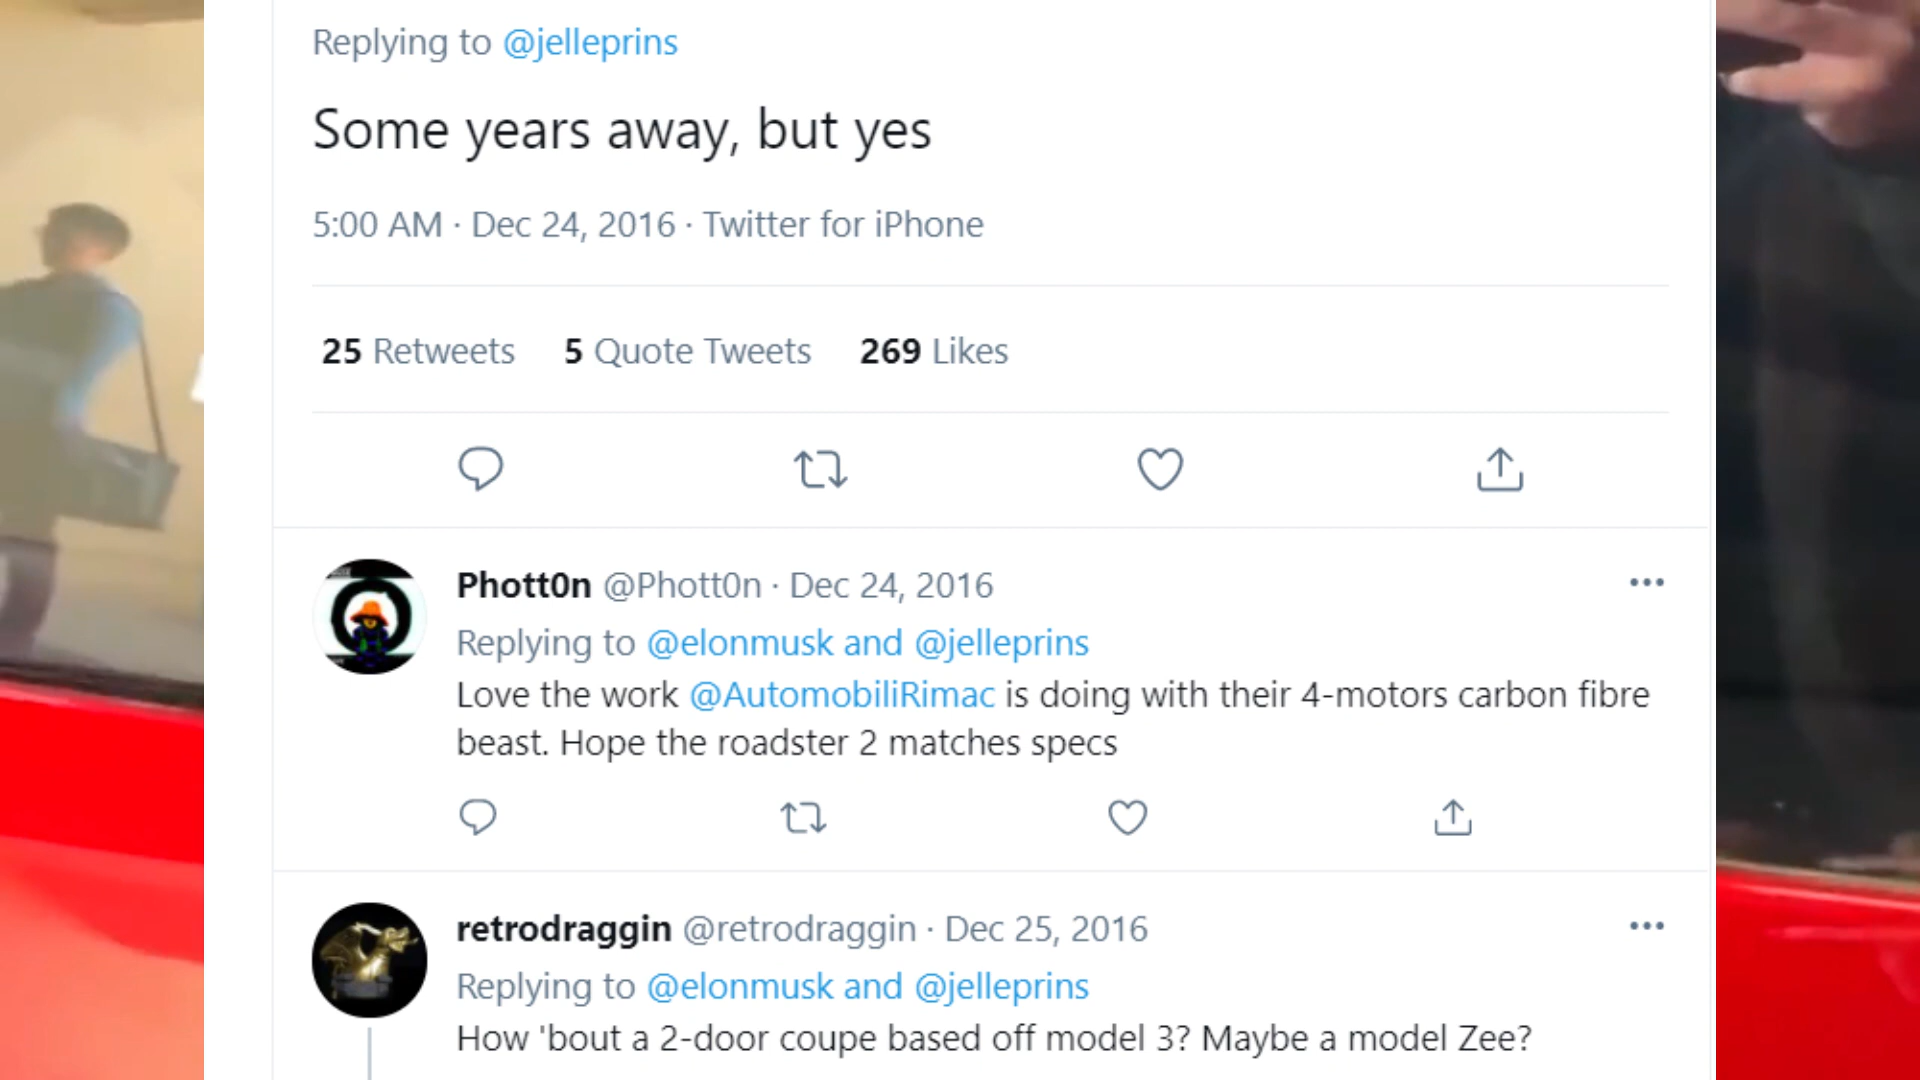 Replying to @jelleprins
Some years away, but yes
5:00 AM · Dec 24, 2016 · Twitter for iPhone
25 Retweets 5 Quote Tweets 269 Likes
Phott0n @Phott0n · Dec 24, 2016
Replying to @elonmusk and @jelleprins
Love the work @AutomobiliRimac is doing with their 4-motors carbon fibre
beast. Hope the roadster 2 matches specs
retrodraggin @retrodraggin · Dec 25, 2016
Replying to @elonmusk and @jelleprins
How 'bout a 2-door coupe based off model 3? Maybe a model Zee?